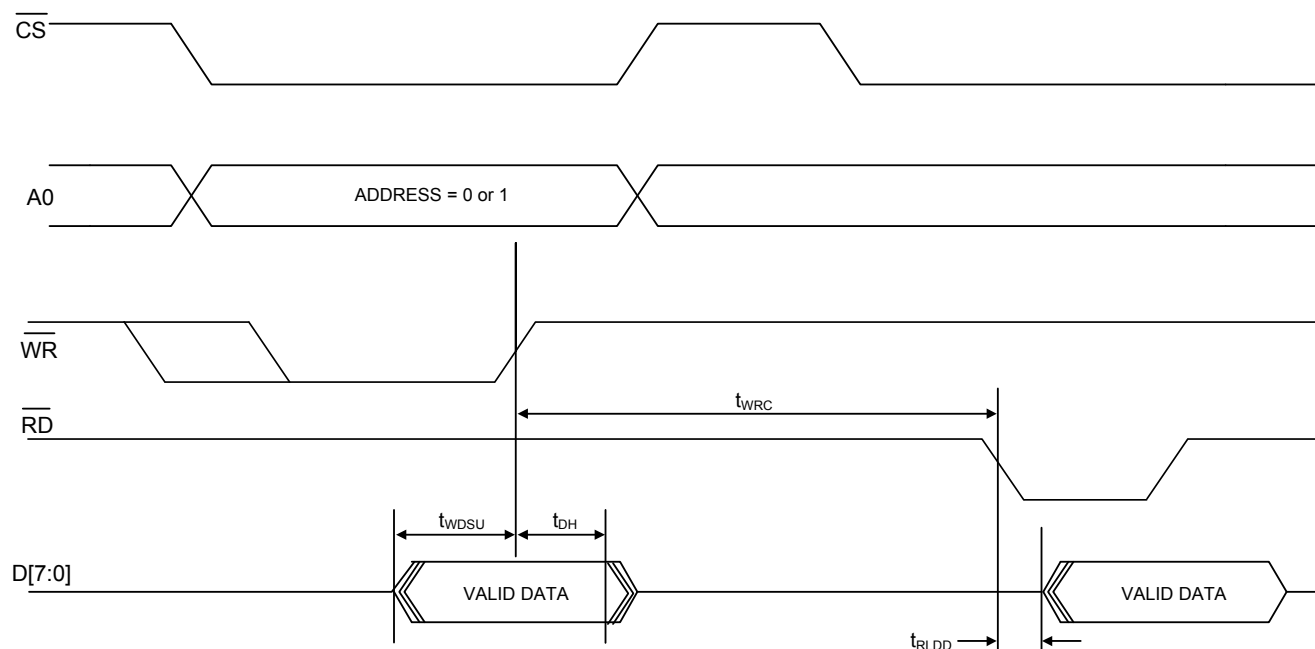 CS
A0
ADDRESS = 0 or 1
WR
tWRC
RD
tWDSU
tDH
D[7:0]
VALID DATA
VALID DATA
tRLDD